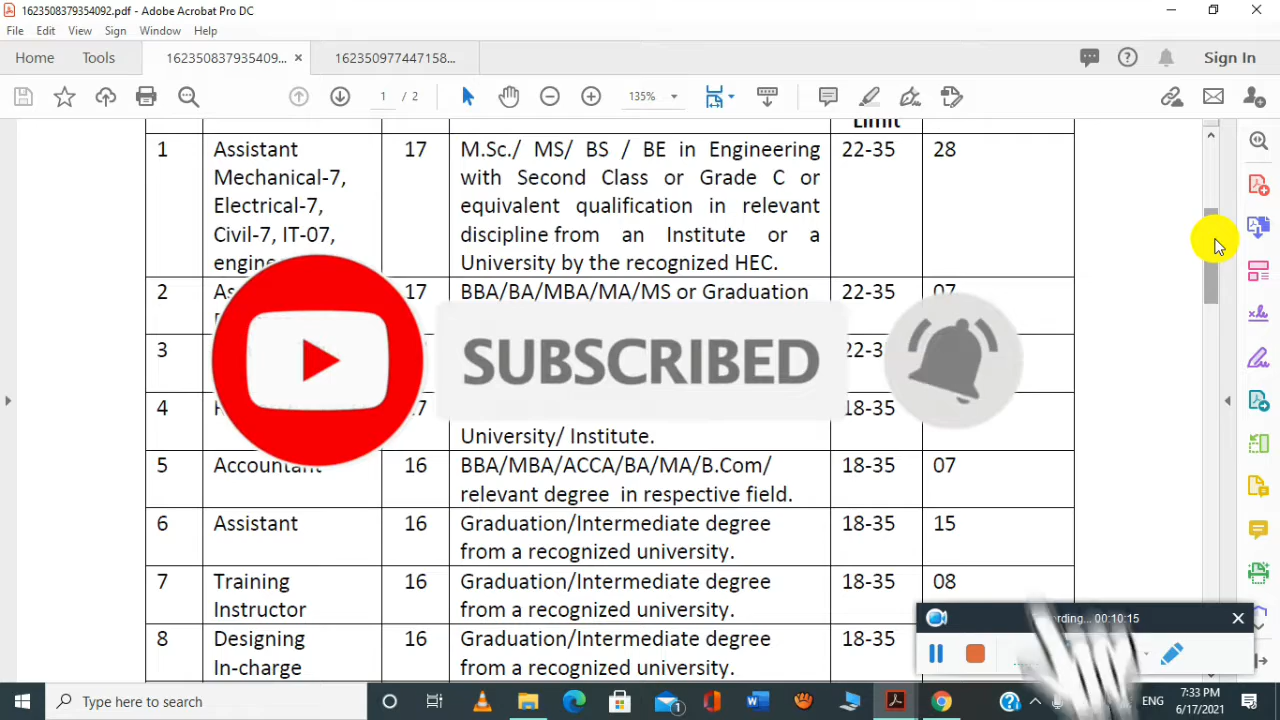 1623508379354092.pdf - Adobe Acrobat Pro DC
File Edit View Sign Window Help
Home Tools 162350837935409... × 162350977447158... Sign In
1 / 2 135%
Limit
1 Assistant 17 M.Sc./ MS/ BS / BE in Engineering 22-35 28
Mechanical-7, with Second Class or Grade C or
Electrical-7, equivalent qualification in relevant
Civil-7, IT-07, discipline from an Institute or a
University by the recognized HEC.
2 17 BBA/BA/MBA/MA/MS or Graduation 22-35 07
3
SUBSCRIBED
4 18-35
University/ Institute.
5 Accountant 16 BBA/MBA/ACCA/BA/MA/B.Com/ 18-35 07
relevant degree in respective field.
6 Assistant 16 Graduation/Intermediate degree 18-35 15
from a recognized university.
7 Training 16 Graduation/Intermediate degree 18-35 08
Instructor from a recognized university.
8 Designing 16 Graduation/Intermediate degree 18-35
In-charge from a recognized university.
00:10:15
Type here to search
1
ENG
7:33 PM
6/17/2021